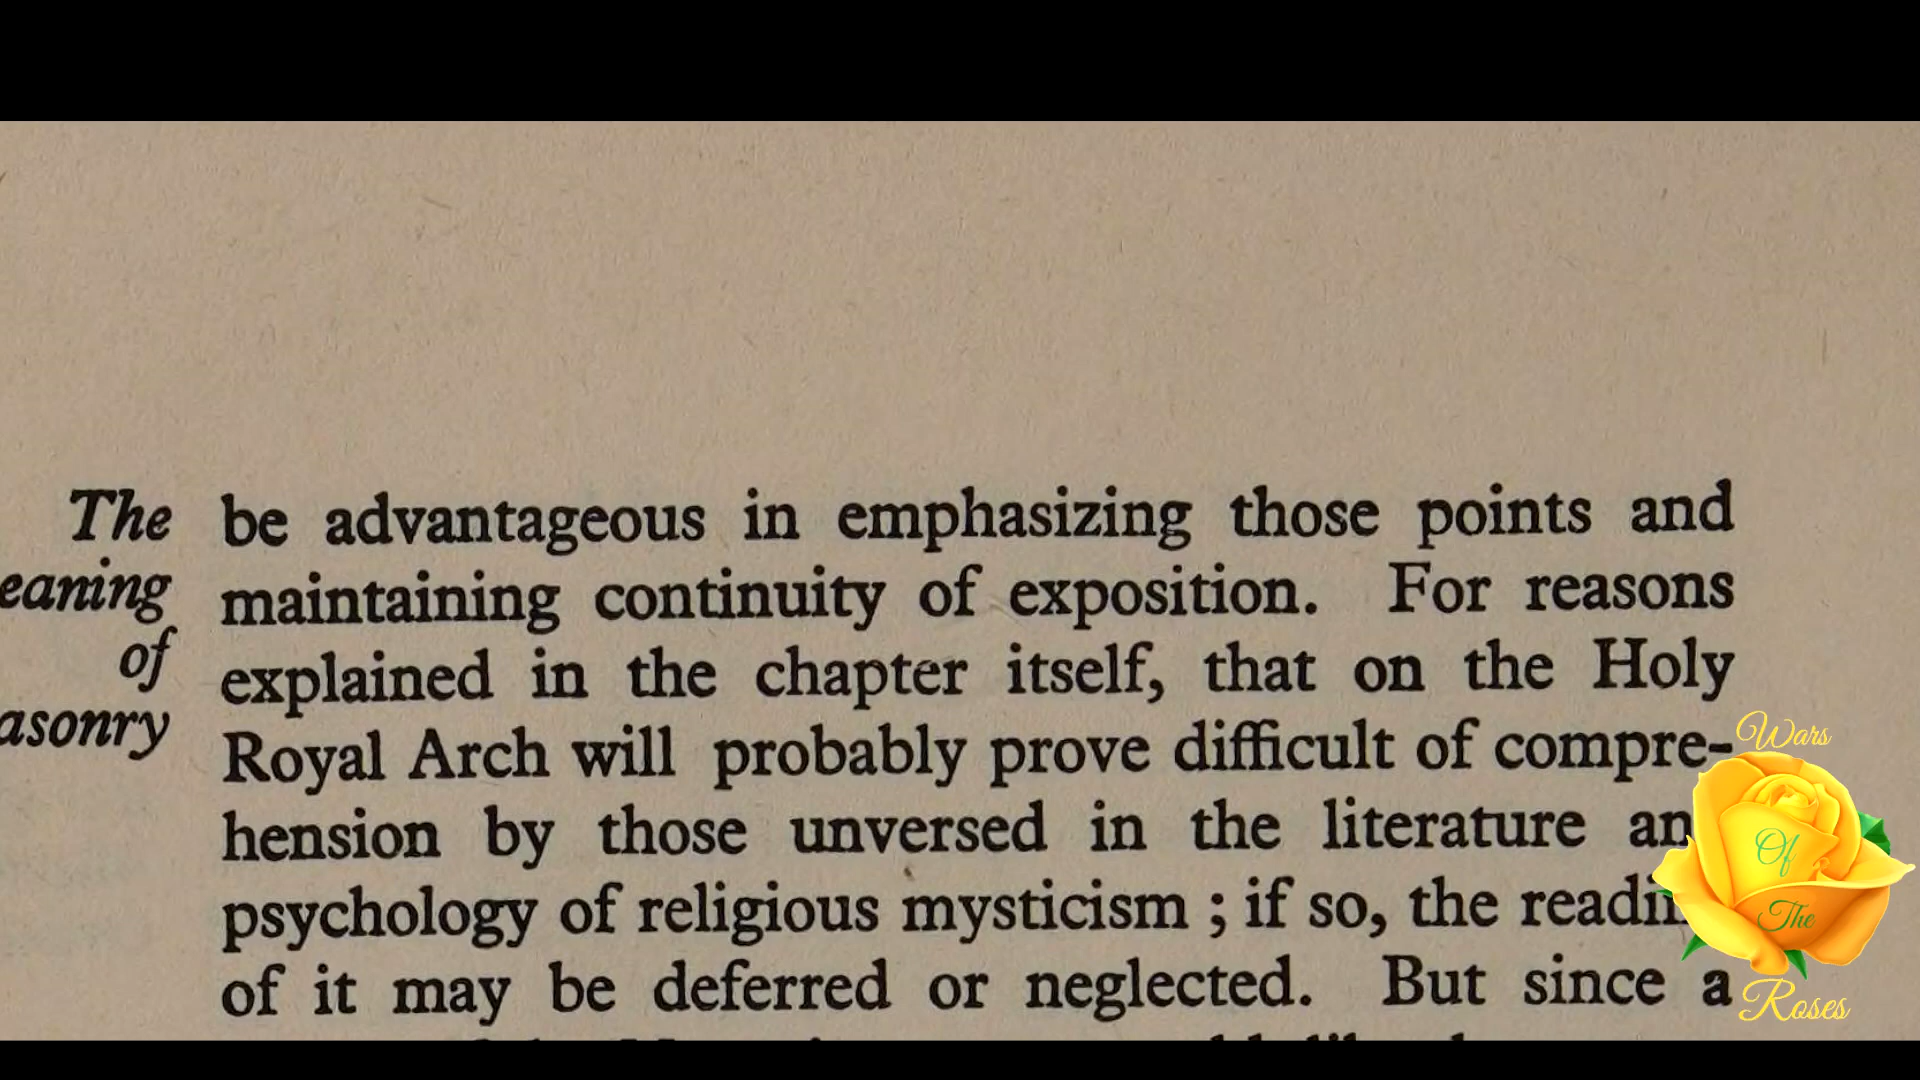 The
eaning
of
asonry
be advantageous in emphasizing those points and
maintaining continuity of exposition. For reasons
explained in the chapter itself, that on the Holy
Royal Arch will probably prove difficult of compre-
hension by those unversed in the literature an
psychology of religious mysticism ; if so, the readin
of it may be deferred or neglected. But since a
Wars
Of
The
Roses